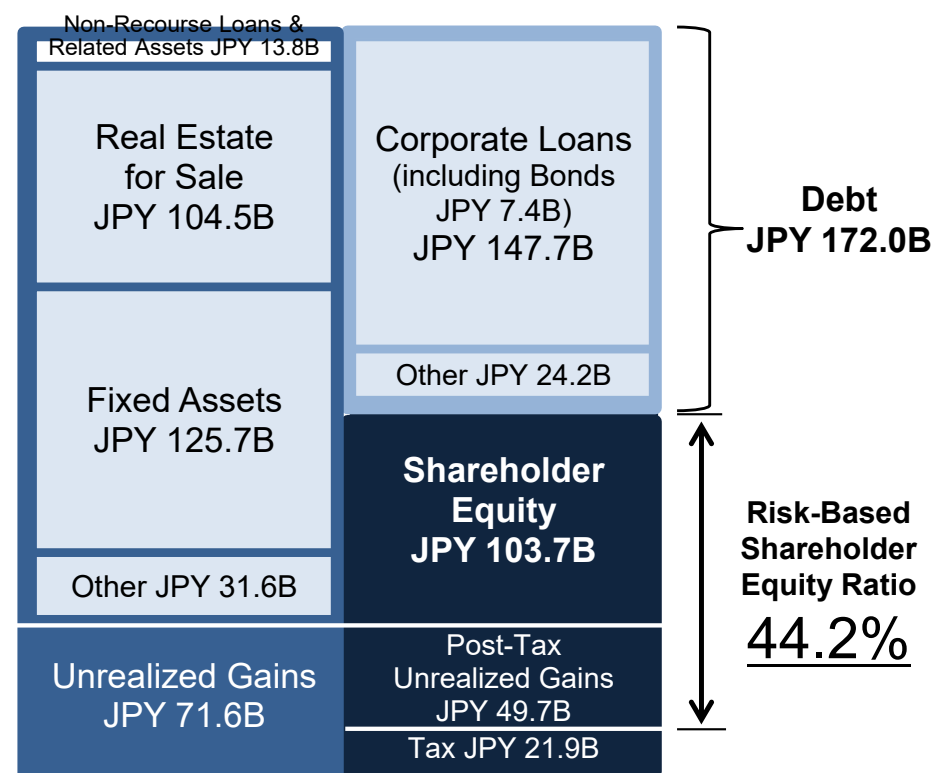 Non-Recourse Loans &
Related Assets JPY 13.8B
Real Estate
for Sale
JPY 104.5B
Fixed Assets
JPY 125.7B
Other JPY 31.6B
Unrealized Gains
JPY 71.6B
Corporate Loans
(including Bonds
JPY 7.4B)
JPY 147.7B
Other JPY 24.2B
Shareholder
Equity
JPY 103.7B
Post-Tax
Unrealized Gains
JPY 49.7B
Tax JPY 21.9B
Debt
JPY 172.0B
Risk-Based
Shareholder
Equity Ratio
44.2%